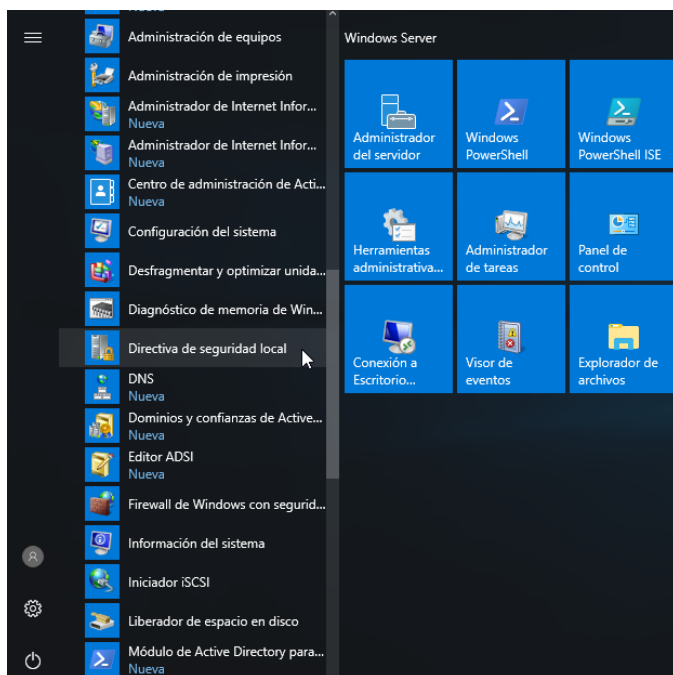 Nueva
Administración de equipos
Administración de impresión
Administrador de Internet Infor...
Nueva
Administrador de Internet Infor...
Nueva
Centro de administración de Acti...
Nueva
Configuración del sistema
Desfragmentar y optimizar unida...
Diagnóstico de memoria de Win...
Directiva de seguridad local
DNS
Nueva
Dominios y confianzas de Active...
Nueva
Editor ADSI
Nueva
Firewall de Windows con segurid...
Información del sistema
Iniciador iSCSI
Liberador de espacio en disco
Módulo de Active Directory para...
Nueva
Windows Server
Administrador
del servidor
Windows
PowerShell
Windows
PowerShell ISE
Herramientas
administrativa...
Administrador
de tareas
Panel de
control
Conexión a
Escritorio...
Visor de
eventos
Explorador de
archivos